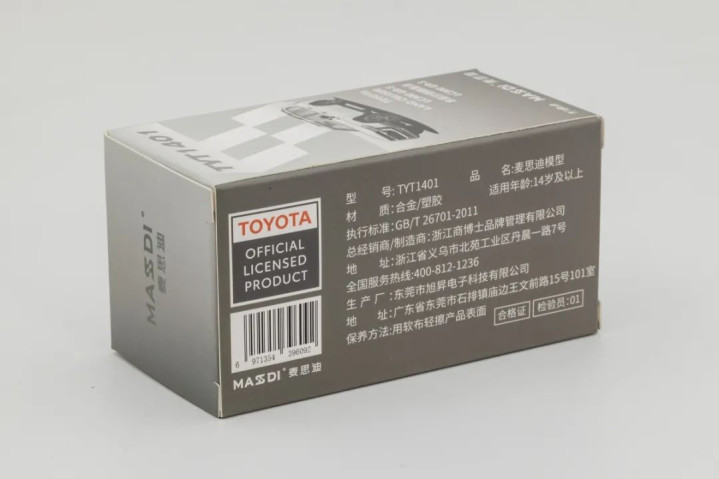 TYT1401
MASSDI
麦思迪
TOYOTA
OFFICIAL
LICENSED
PRODUCT
6 971354 396092
MASSDI 麦思迪
型 号: TYT1401 品 名:麦思迪模型
材 质:合金/塑胶 适用年龄:14岁及以上
执行标准:GB/T 26701-2011
总经销商/制造商:浙江商博士品牌管理有限公司
地 址:浙江省义乌市北苑工业区丹晨一路7号
全国服务热线:400-812-1236
生 产 厂:东莞市旭昇电子科技有限公司
地 址:广东省东莞市石排镇庙边王文前路15号101室
保养方法:用软布轻擦产品表面 合格证 检验员:01